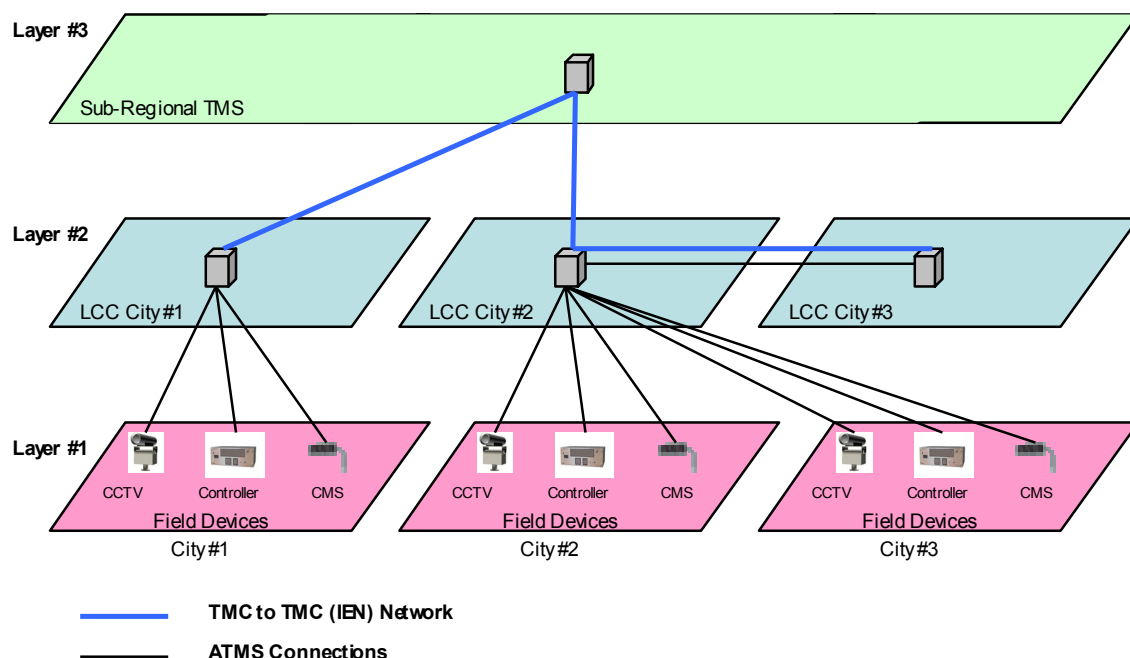 Layer #3
Sub-Regional TMS
Layer #2
LCC City#1
LCC City#2
LCC City#3
Layer #1
CCTV Controller CMS
CCTV Controller CMS
CCTV Controller CMS
Field Devices
Field Devices
Field Devices
City#1
City#2
City#3
TMC to TMC (IEN) Network
ATMS Connections